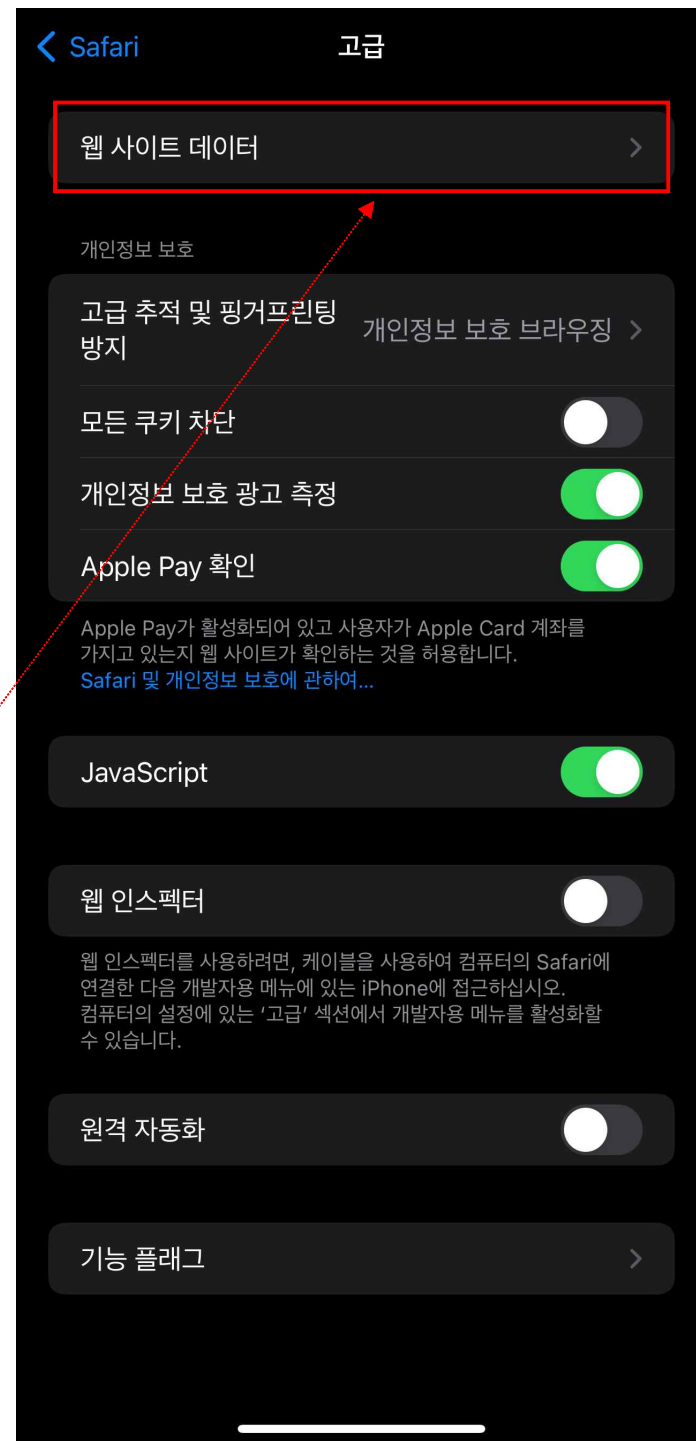 Safari
고급
웹 사이트 데이터
개인정보 보호
고급 추적 및 핑거프린팅
방지
개인정보 보호 브라우징
모든 쿠키 차단
개인정보 보호 광고 측정
Apple Pay 확인
Apple Pay가 활성화되어 있고 사용자가 Apple Card 계좌를
가지고 있는지 웹 사이트가 확인하는 것을 허용합니다.
Safari 및 개인정보 보호에 관하여...
JavaScript
웹 인스펙터
웹 인스펙터를 사용하려면, 케이블을 사용하여 컴퓨터의 Safari에
연결한 다음 개발자용 메뉴에 있는 iPhone에 접근하십시오.
컴퓨터의 설정에 있는 ‘고급’ 섹션에서 개발자용 메뉴를 활성화할
수 있습니다.
원격 자동화
기능 플래그